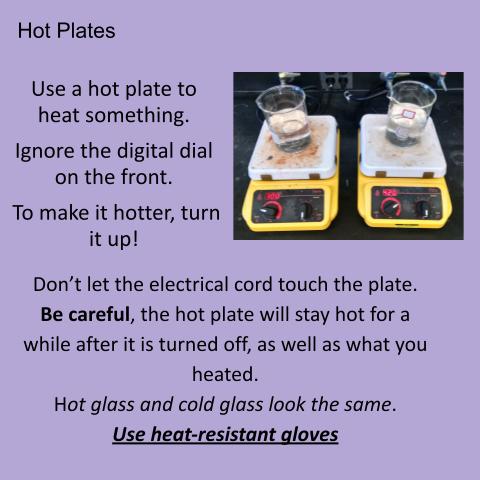 Hot Plates
Use a hot plate to
heat something.
Ignore the digital dial
on the front.
To make it hotter, turn
it up!
Don’t let the electrical cord touch the plate.
Be careful, the hot plate will stay hot for a
while after it is turned off, as well as what you
heated.
Hot glass and cold glass look the same.
Use heat-resistant gloves